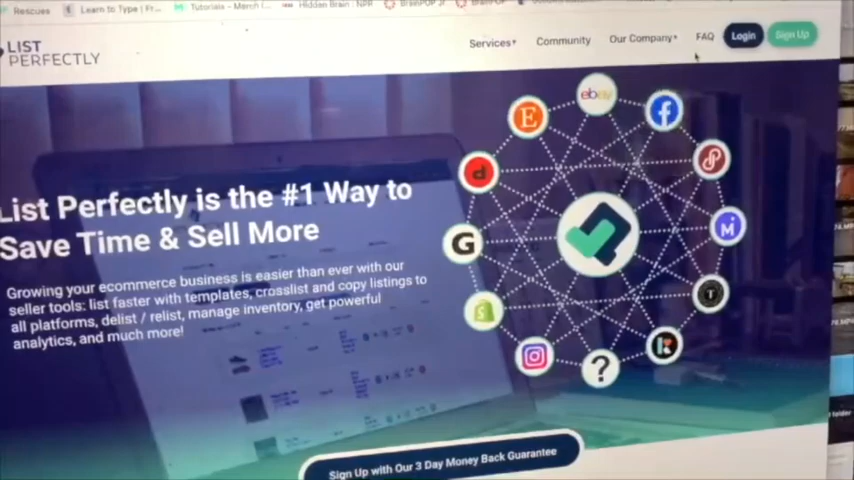 Rescues
Learn to Type | Fr...
Tutorials - Merch
Hidden Brain : NPR
BrainPOP Jr
LIST
PERFECTLY
Services
Community
Our Company
FAQ
Login
Sign Up
List Perfectly is the #1 Way to
Save Time & Sell More
Growing your ecommerce business is easier than ever with our
seller tools: list faster with templates, crosslist and copy listings to
all platforms, delist / relist, manage inventory, get powerful
analytics, and much more!
ebay
E
f
d
M
G
T
S
K
?
Sign Up with Our 3 Day Money Back Guarantee